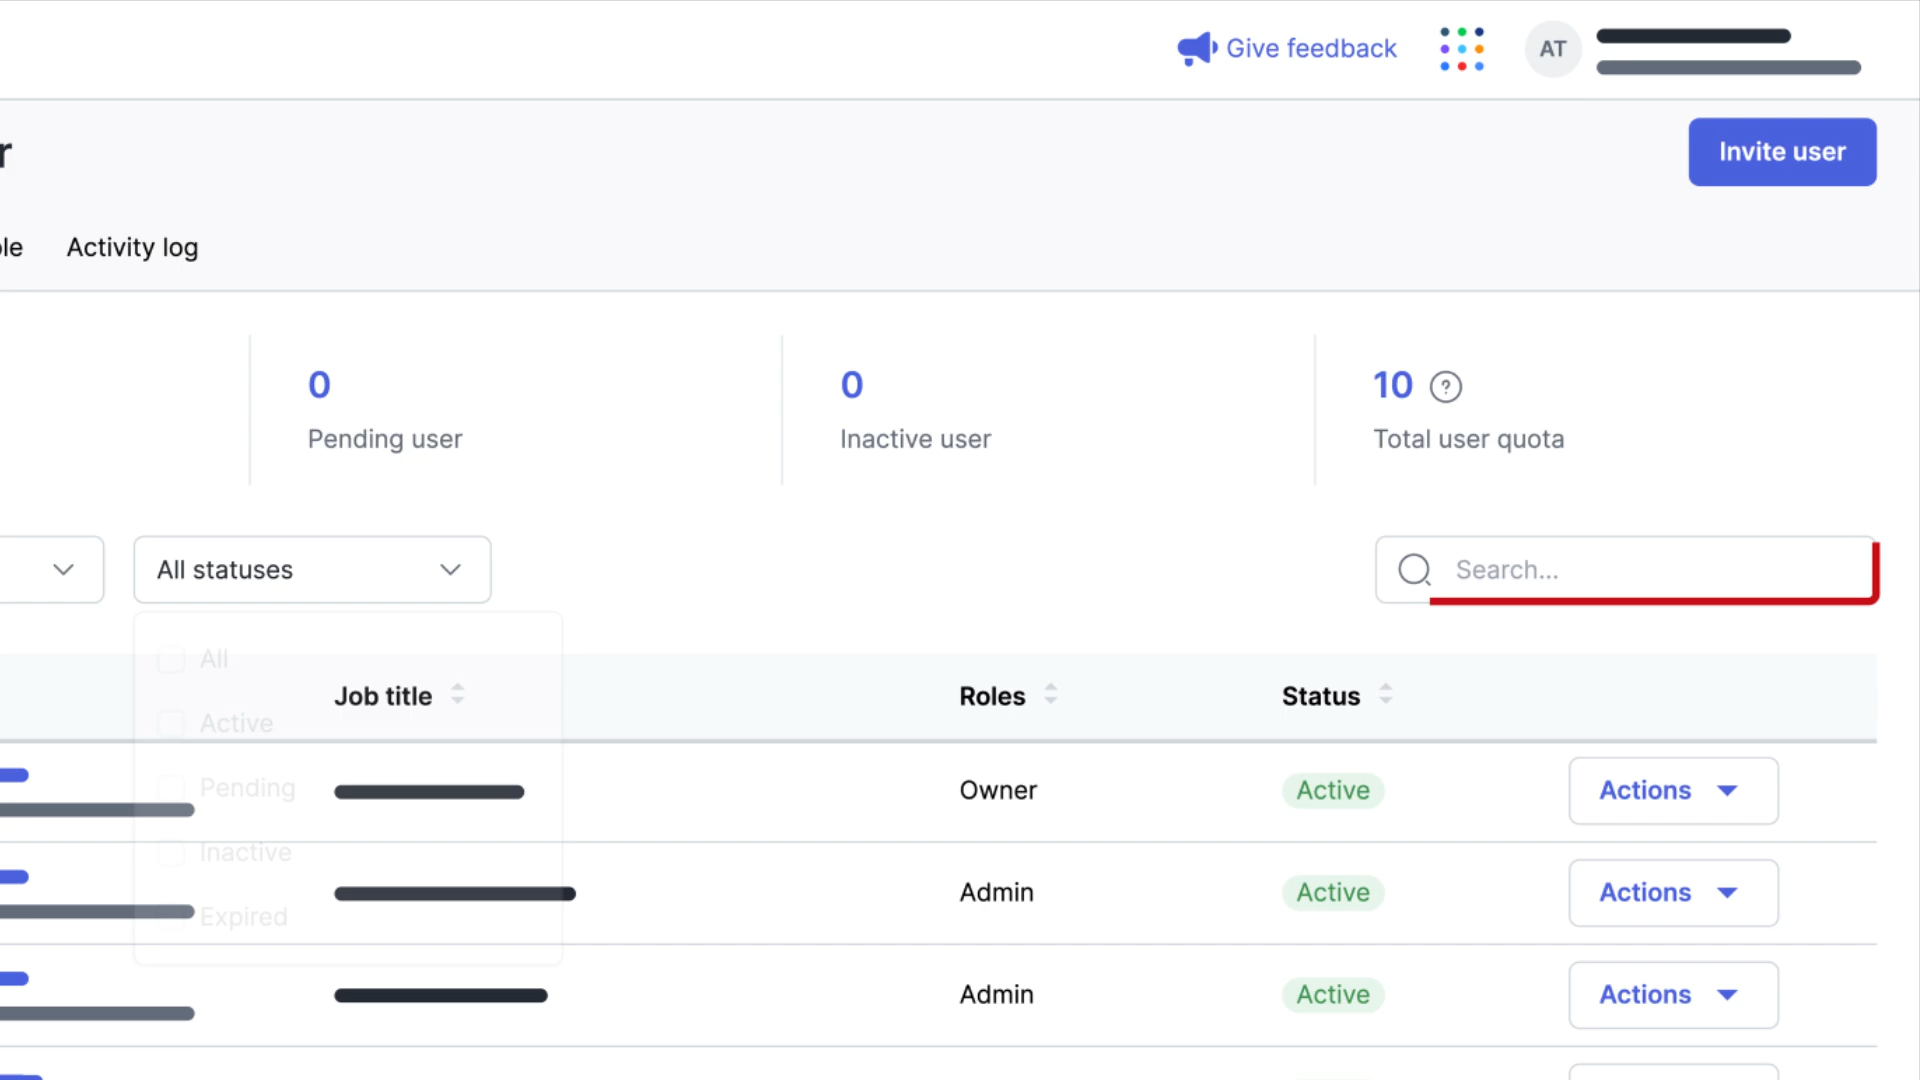 Give feedback
AT
r
Invite user
ole
Activity log
0
Pending user
0
Inactive user
10
?
Total user quota
All statuses
Search...
All
Job title
Roles
Status
Active
Pending
Owner
Active
Actions
Inactive
Admin
Active
Actions
Expired
Admin
Active
Actions